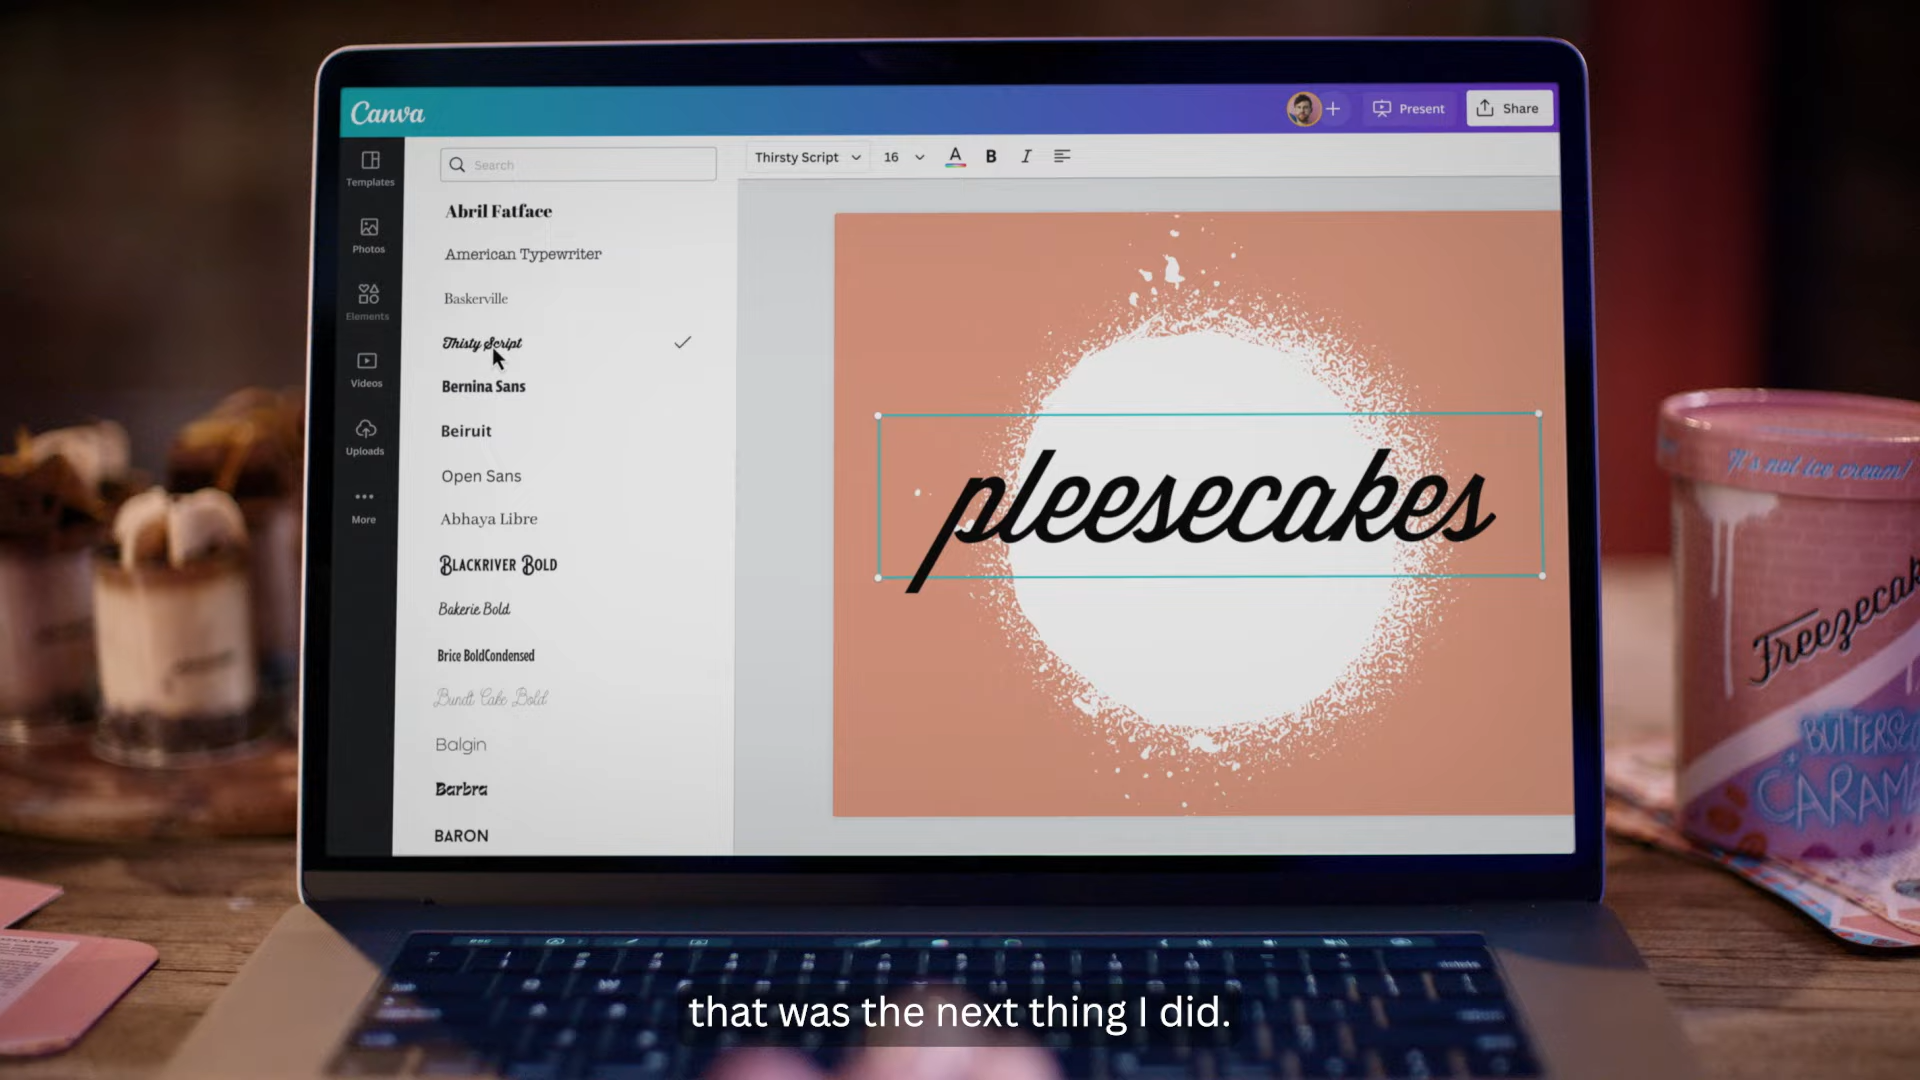 Canva
Present
Share
Templates
Photos
Elements
Videos
Uploads
More
Search
Abril Fatface
American Typewriter
Baskerville
Thisty Script
Bernina Sans
Beiruit
Open Sans
Abhaya Libre
BLACKRIVER BOLD
Bakerie Bold
Brice BoldCondensed
Bundt Cake Bold
Balgin
Barbra
BARON
Thirsty Script
16
A
B
I
pleesecakes
It's not ice cream!
that was the next thing I did.